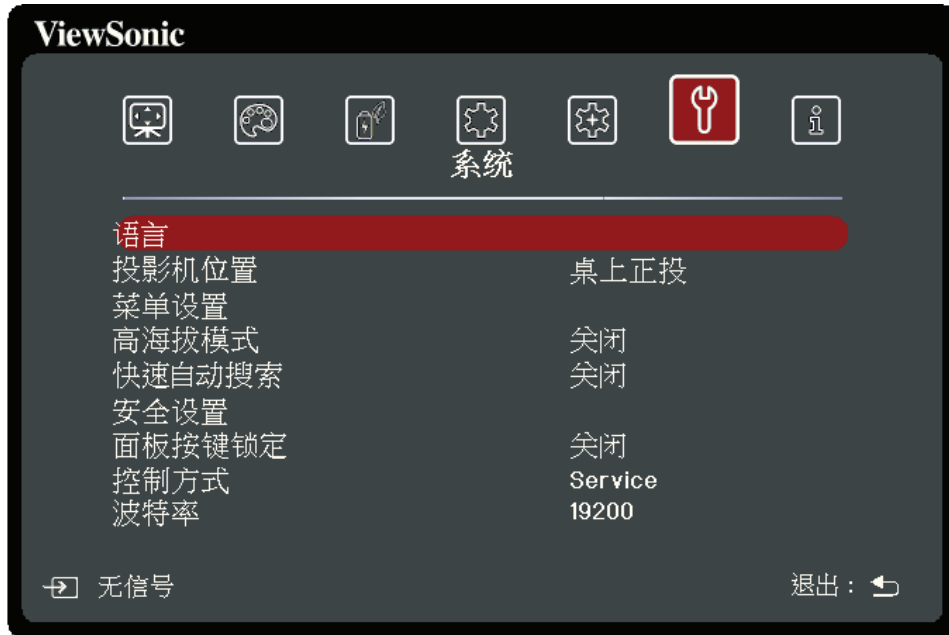 ViewSonic
系统
语言
投影机位置 桌上正投
菜单设置
高海拔模式 关闭
快速自动搜索 关闭
安全设置
面板按键锁定 关闭
控制方式 Service
波特率 19200
无信号 退出：